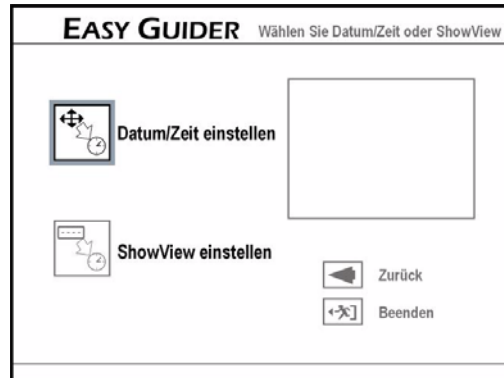 EASY GUIDER Wählen Sie Datum/Zeit oder ShowView
Datum/Zeit einstellen
ShowView einstellen
Zurück
Beenden